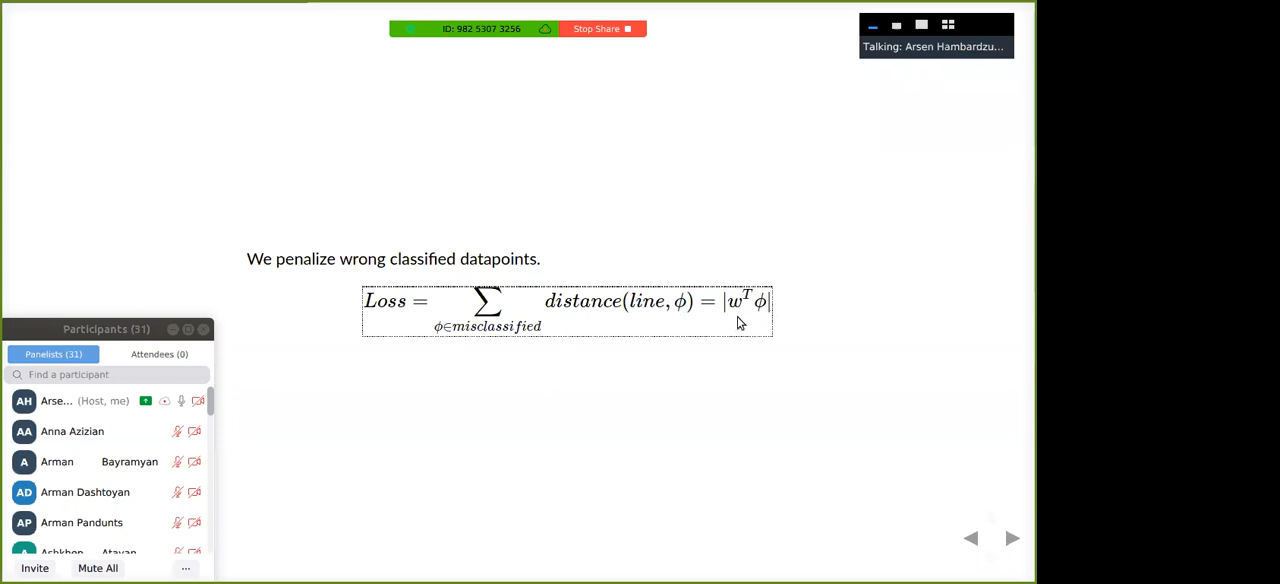 ID: 982 5307 3256
Stop Share
Talking: Arsen Hambardzu...
We penalize wrong classified datapoints.
Loss = ∑ distance(line, ϕ) = |w^T ϕ|
ϕ∈misclassified
Participants (31)
Panelists (31)
Attendees (0)
Find a participant
AH Arse... (Host, me)
AA Anna Azizian
A Arman Bayramyan
AD Arman Dashtoyan
AP Arman Pandunts
Ashkhen Atayan
Invite
Mute All
...